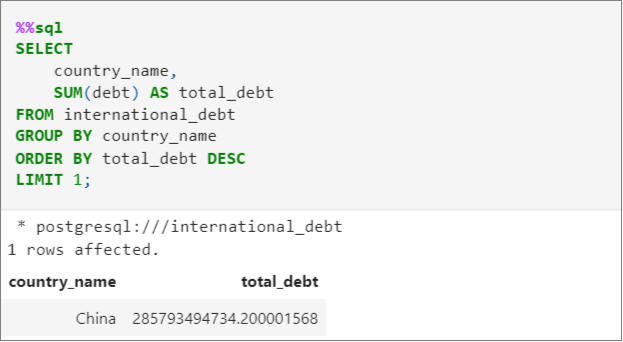 %%sql
SELECT
    country_name,
    SUM(debt) AS total_debt
FROM international_debt
GROUP BY country_name
ORDER BY total_debt DESC
LIMIT 1;
* postgresql:///international_debt
1 rows affected.
country_name total_debt
China 285793494734.200001568